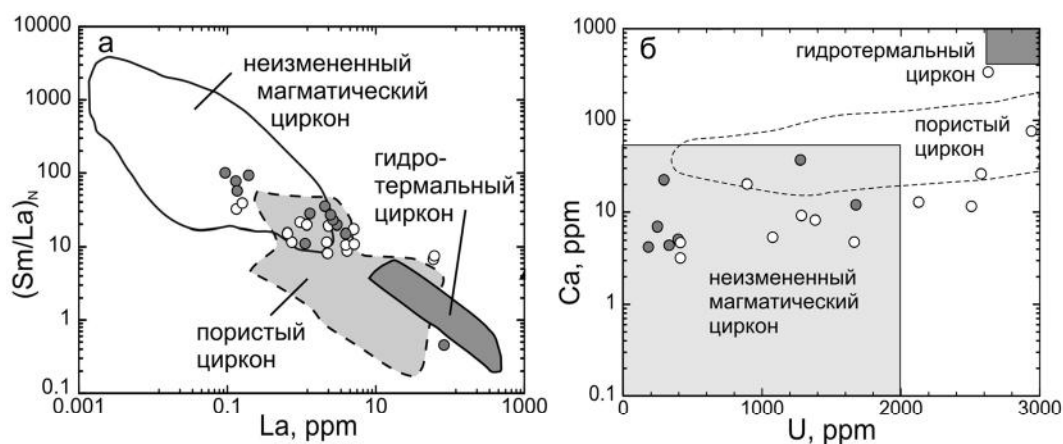 а
10000
1000
100
10
1
0.1
(Sm/La)N
неизмененный
магматический
циркон
гидро-
термальный
циркон
пористый
циркон
0.001
0.1
10
1000
La, ppm
б
1000
100
10
1
0.1
Ca, ppm
гидротермальный
циркон
пористый
циркон
неизмененный
магматический
циркон
0
1000
2000
3000
U, ppm